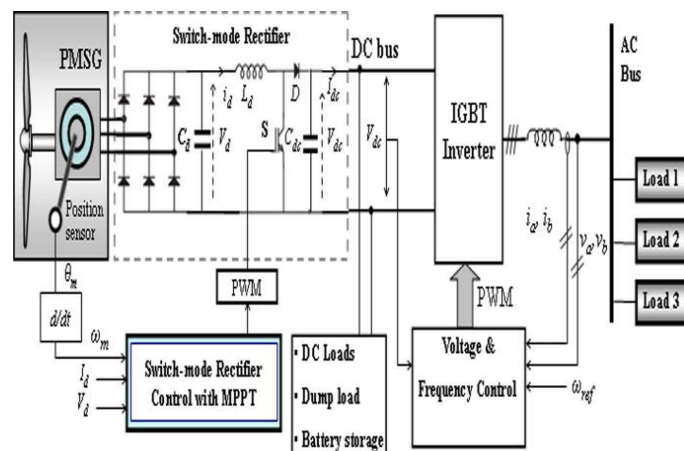 Switch-mode Rectifier
PMSG
DC bus
AC
Bus
i_d
L_d
D
I_dc
IGBT
Inverter
C_d
V_d
S
C_dc
V_dc
V_dc
Load 1
Position
sensor
i_a, i_b
v_a, v_b
Load 2
θ_m
PWM
PWM
Load 3
d/dt
ω_m
Switch-mode Rectifier
Control with MPPT
I_d
V_d
· DC Loads
· Dump load
· Battery storage
Voltage &
Frequency Control
ω_ref